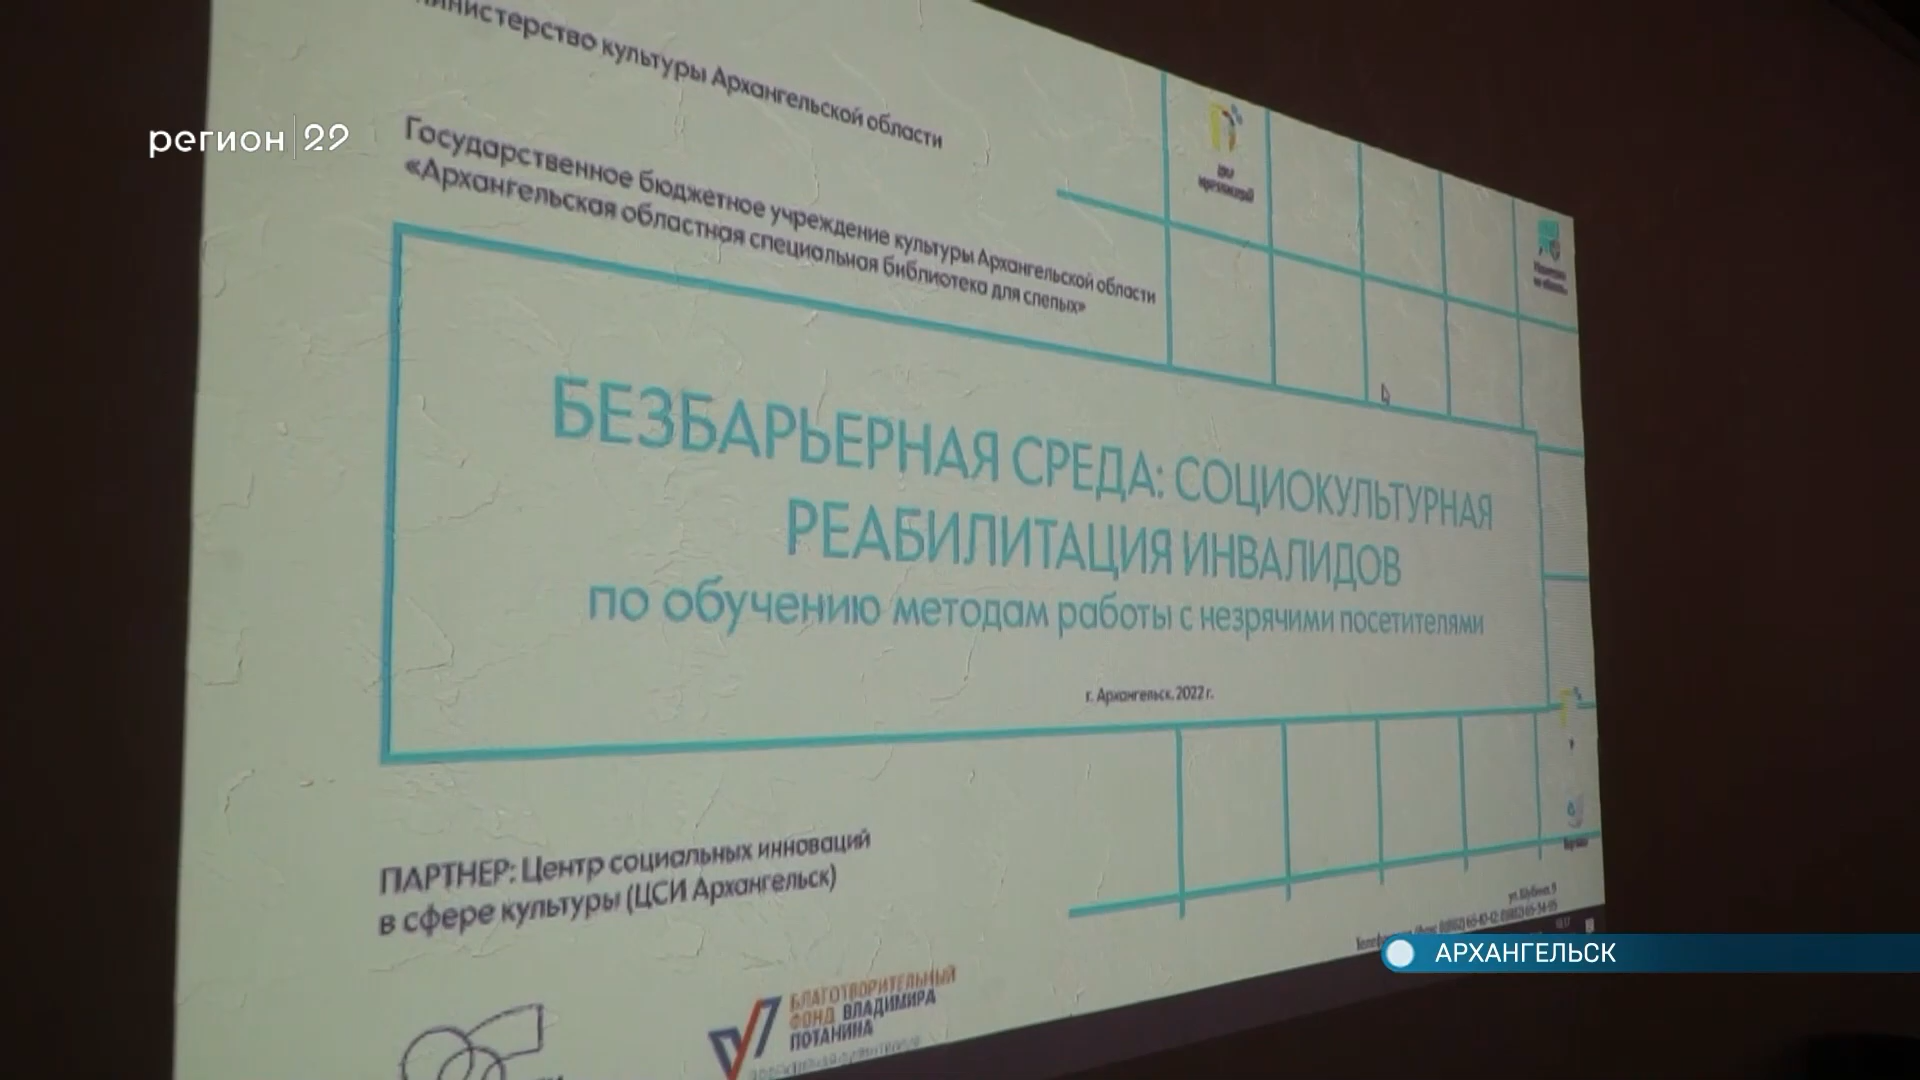 министерство культуры Архангельской области
регион 29
Государственное бюджетное учреждение культуры Архангельской области
«Архангельская областная специальная библиотека для слепых»
БЕЗБАРЬЕРНАЯ СРЕДА: СОЦИОКУЛЬТУРНАЯ
РЕАБИЛИТАЦИЯ ИНВАЛИДОВ
по обучению методам работы с незрячими посетителями
г. Архангельск, 2022 г.
ПАРТНЕР: Центр социальных инноваций
в сфере культуры (ЦСИ Архангельск)
БЛАГОТВОРИТЕЛЬНЫЙ
ФОНД ВЛАДИМИРА
ПОТАНИНА
АРХАНГЕЛЬСК